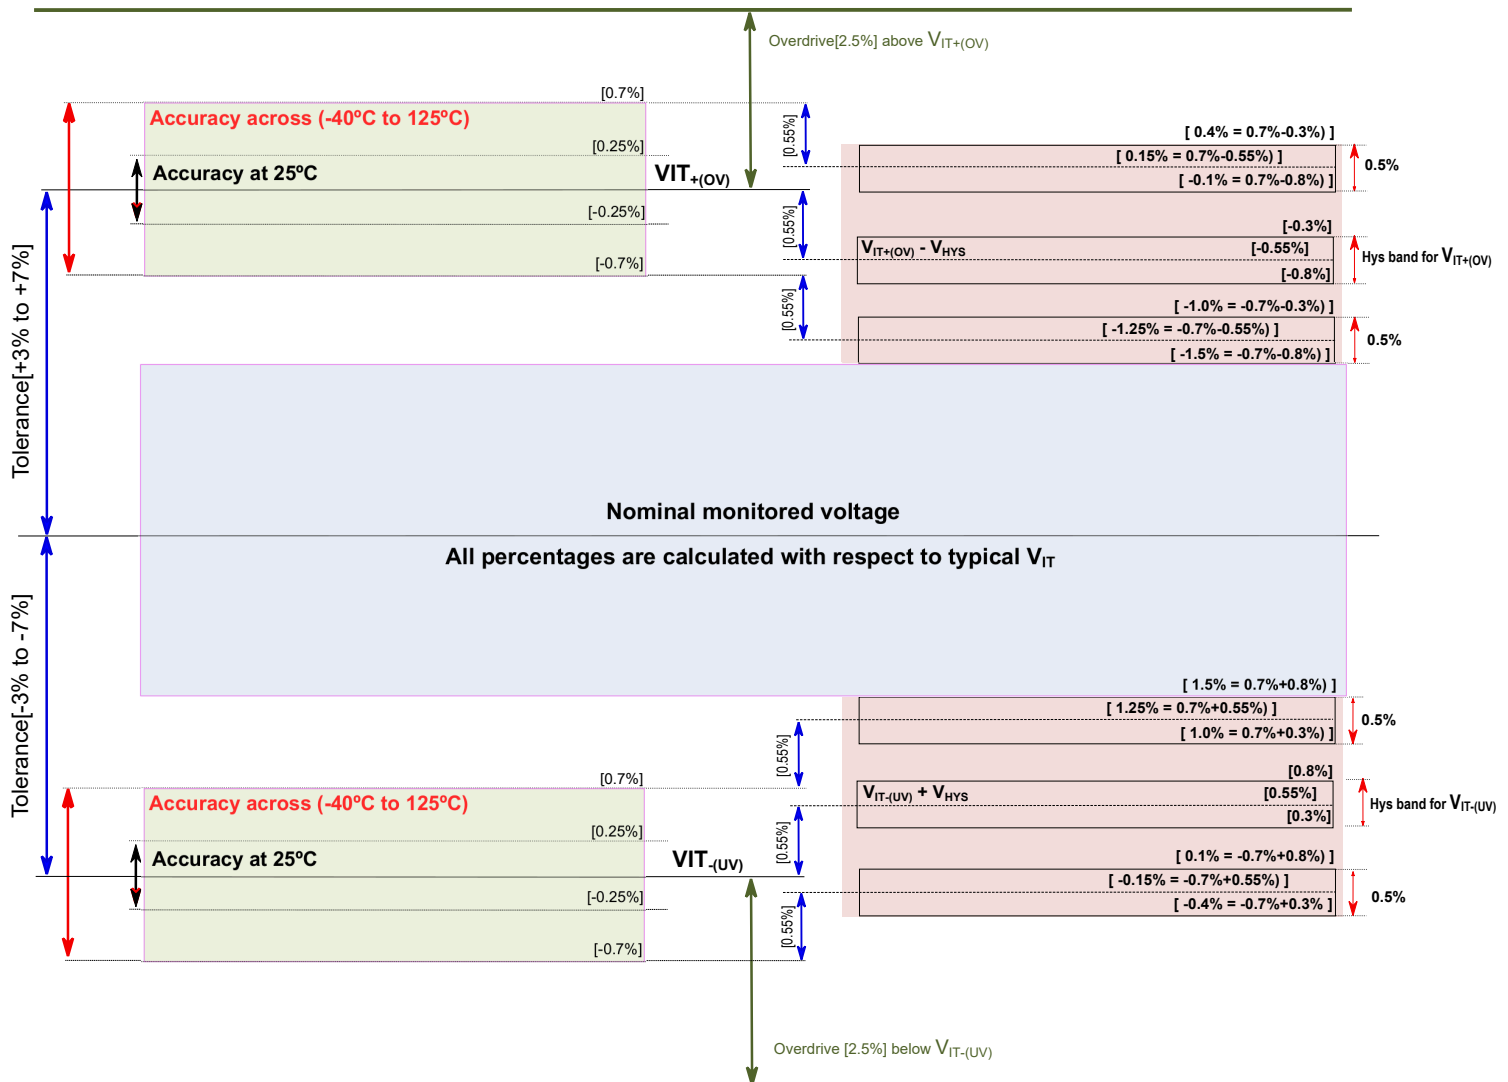 Overdrive[2.5%] above VIT+(OV)
[0.7%]
Accuracy across (-40ºC to 125ºC)
[0.25%]
Accuracy at 25ºC
VIT+(OV)
[-0.25%]
[-0.7%]
Tolerance[+3% to +7%]
[0.55%]
[0.55%]
[0.55%]
[ 0.4% = 0.7%-0.3%) ]
[ 0.15% = 0.7%-0.55%) ]
[ -0.1% = 0.7%-0.8%) ]
0.5%
[-0.3%]
VIT+(OV) - VHYS
[-0.55%]
[-0.8%]
Hys band for VIT+(OV)
[ -1.0% = -0.7%-0.3%) ]
[ -1.25% = -0.7%-0.55%) ]
[ -1.5% = -0.7%-0.8%) ]
0.5%
Nominal monitored voltage
All percentages are calculated with respect to typical VIT
Tolerance[-3% to -7%]
[ 1.5% = 0.7%+0.8%) ]
[ 1.25% = 0.7%+0.55%) ]
[ 1.0% = 0.7%+0.3%) ]
0.5%
[0.55%]
[0.55%]
[0.55%]
[0.8%]
VIT-(UV) + VHYS
[0.55%]
[0.3%]
Hys band for VIT-(UV)
[0.7%]
Accuracy across (-40ºC to 125ºC)
[0.25%]
Accuracy at 25ºC
VIT-(UV)
[-0.25%]
[-0.7%]
[ 0.1% = -0.7%+0.8%) ]
[ -0.15% = -0.7%+0.55%) ]
[ -0.4% = -0.7%+0.3% ]
0.5%
Overdrive [2.5%] below VIT-(UV)